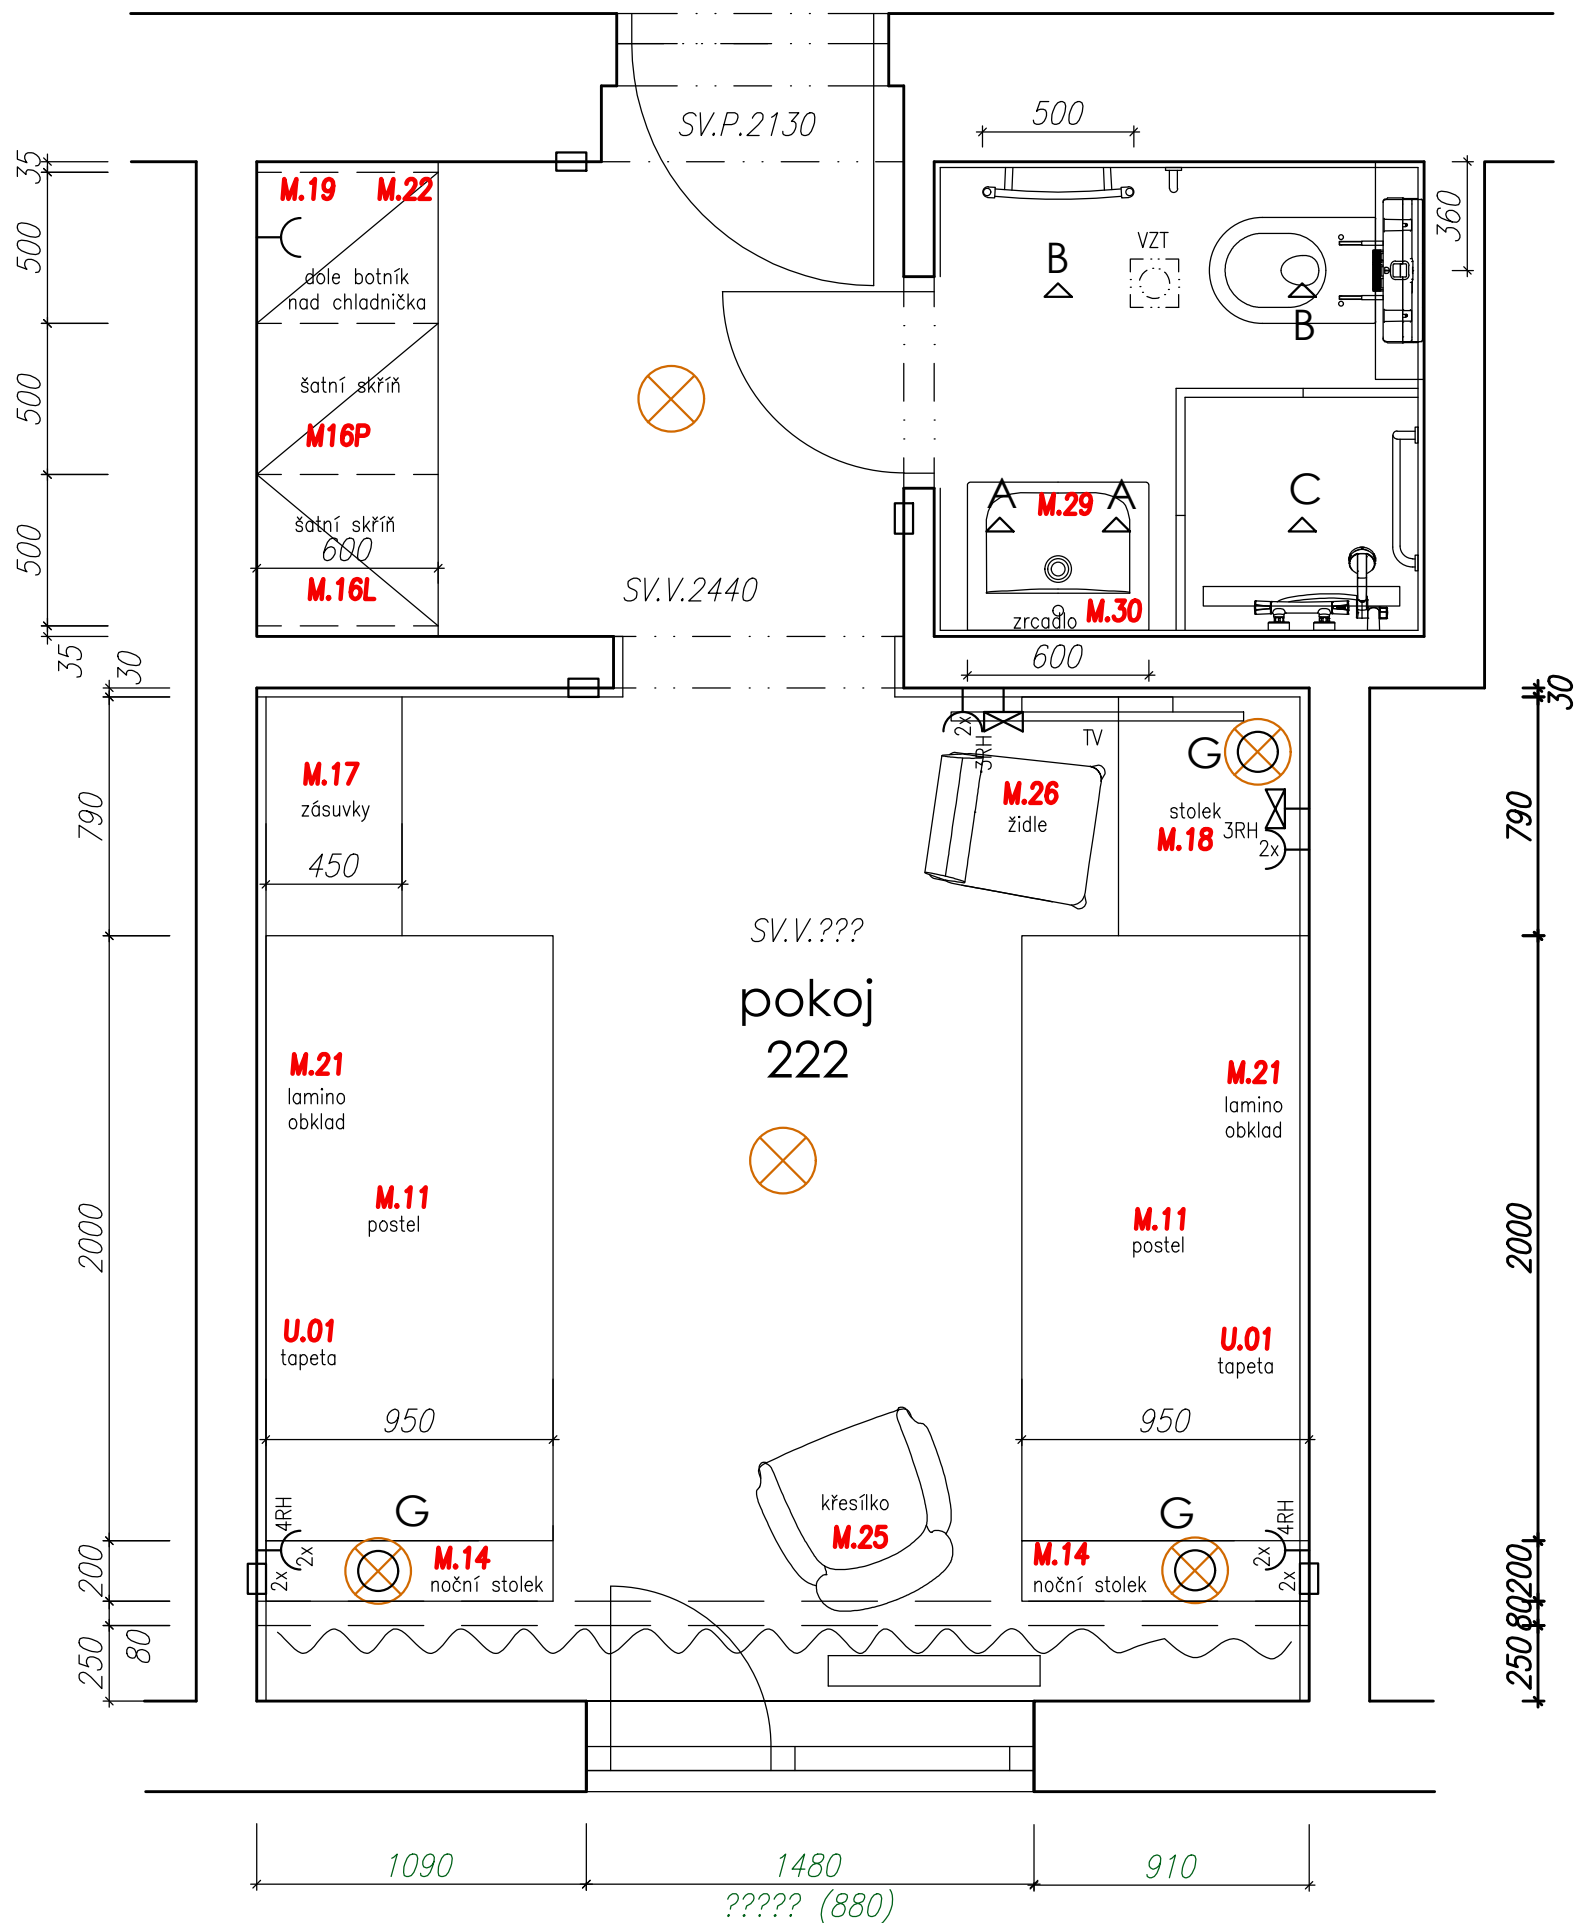 SV.P.2130
500
35
M.19
M.22
500
360
dole botník
nad chladnička
B
VZT
B
500
šatní skříň
M16P
A
M.29
A
C
šatní skříň
600
500
M.16L
SV.V.2440
M.30
zrcadlo
35
30
600
30
2x
3RH
TV
G
M.17
zásuvky
M.26
židle
stolek
M.18
3RH
2x
790
790
450
SV.V.???
pokoj
222
M.21
lamino
obklad
M.21
lamino
obklad
M.11
postel
M.11
postel
2000
2000
U.01
tapeta
U.01
tapeta
950
950
4RH
G
křesílko
M.25
G
4RH
2x
2x
M.14
noční stolek
M.14
noční stolek
2x
2x
200
200
80
80
250
250
1090
1480
910
????? (880)